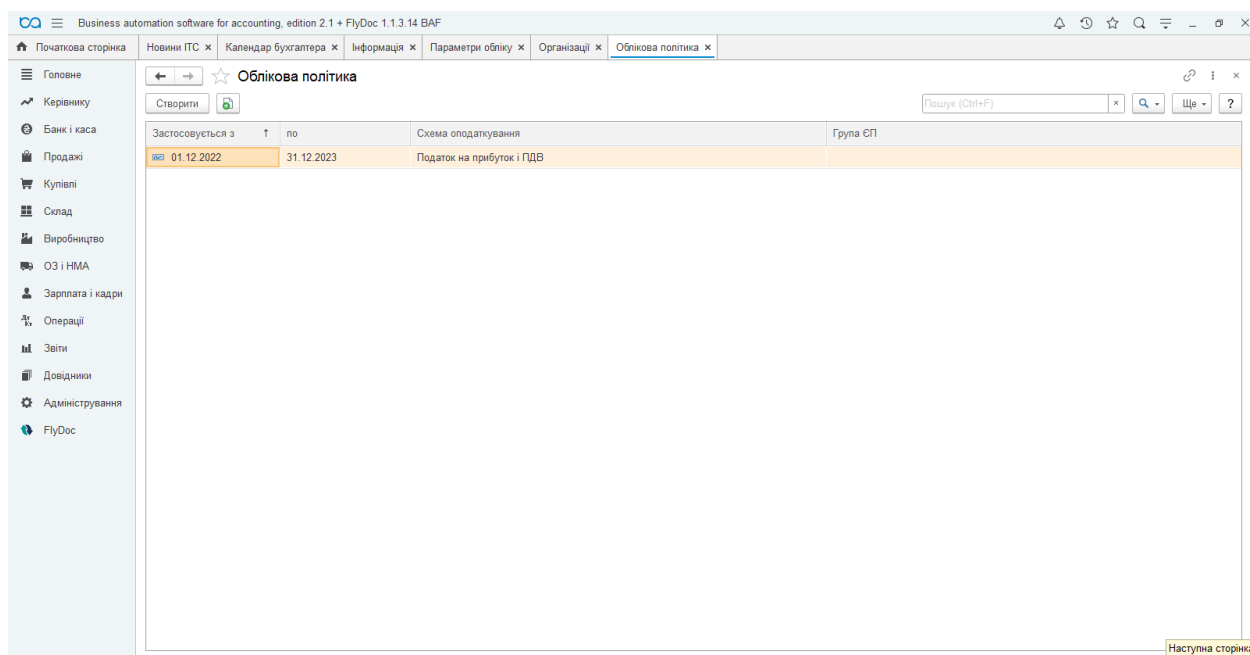 Business automation software for accounting, edition 2.1 + FlyDoc 1.1.3.14 BAF
Початкова сторінка
Новини ІТС
Календар бухгалтера
Інформація
Параметри обліку
Організації
Облікова політика
Головне
Керівнику
Банк і каса
Продажі
Купівлі
Склад
Виробництво
ОЗ і НМА
Зарплата і кадри
Операції
Звіти
Довідники
Адміністрування
FlyDoc
Облікова політика
Створити
Пошук (Ctrl+F)
Ще
?
Застосовується з по Схема оподаткування Група ЄП
01.12.2022 31.12.2023 Податок на прибуток і ПДВ
Наступна сторінка